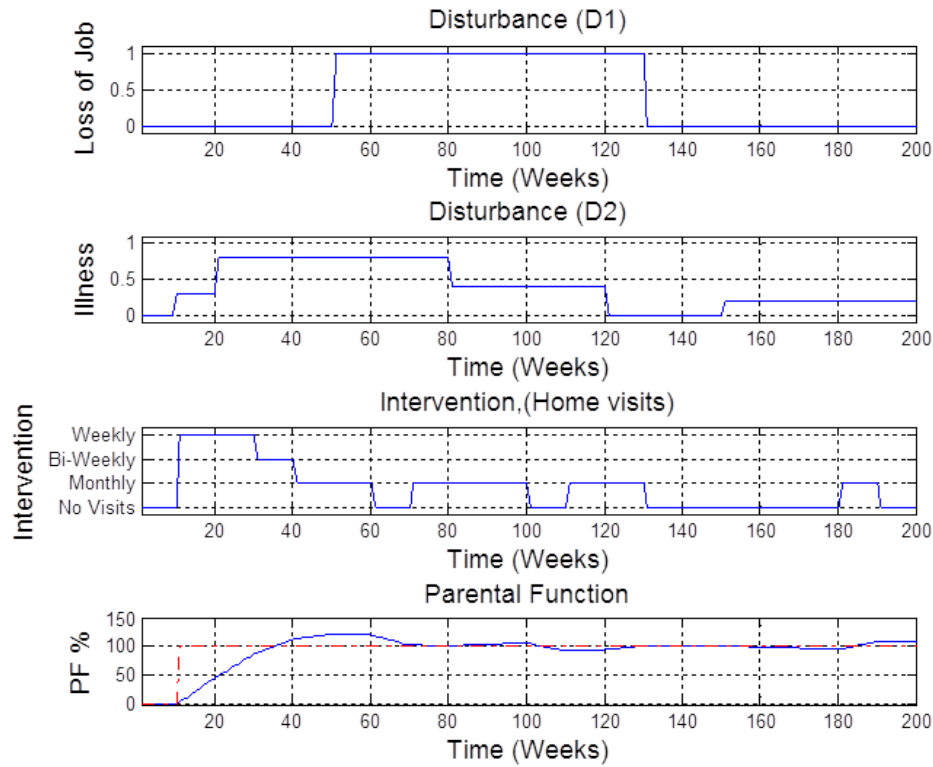 Disturbance (D1)
Loss of Job
1
0.5
0
20 40 60 80 100 120 140 160 180 200
Time (Weeks)
Disturbance (D2)
Illness
1
0.5
0
20 40 60 80 100 120 140 160 180 200
Time (Weeks)
Intervention,(Home visits)
Intervention
Weekly
Bi-Weekly
Monthly
No Visits
20 40 60 80 100 120 140 160 180 200
Time (Weeks)
Parental Function
PF %
150
100
50
0
20 40 60 80 100 120 140 160 180 200
Time (Weeks)